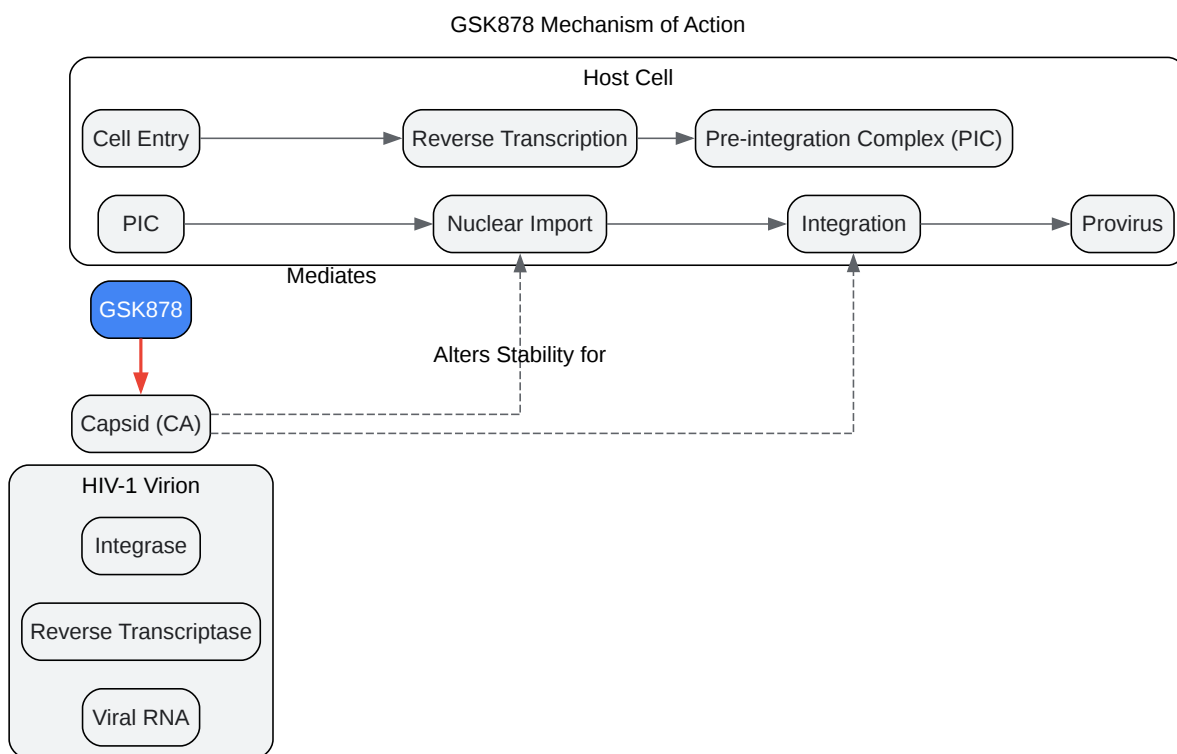 GSK878 Mechanism of Action
Host Cell
Cell Entry
Reverse Transcription
Pre-integration Complex (PIC)
PIC
Nuclear Import
Integration
Provirus
Mediates
GSK878
Alters Stability for
Capsid (CA)
HIV-1 Virion
Integrase
Reverse Transcriptase
Viral RNA